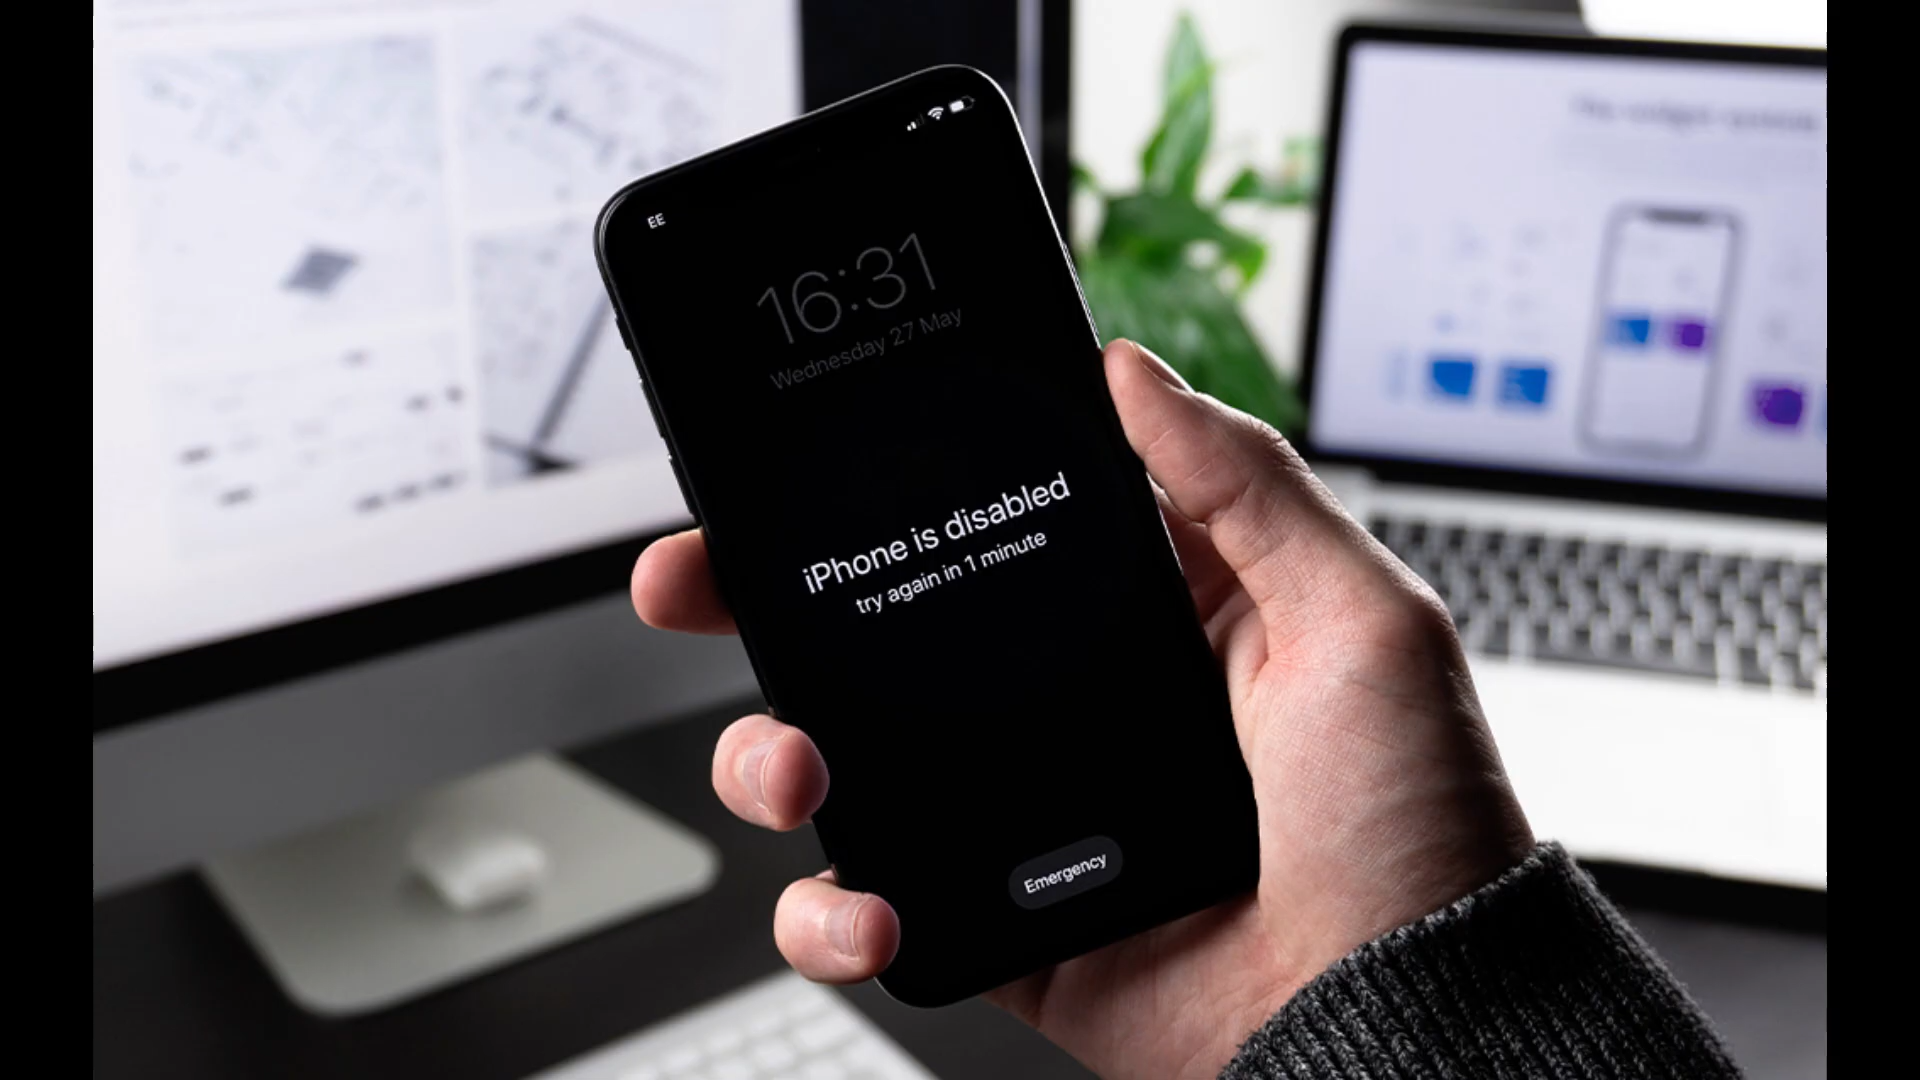 EE
16:31
Wednesday 27 May
iPhone is disabled
try again in 1 minute
Emergency